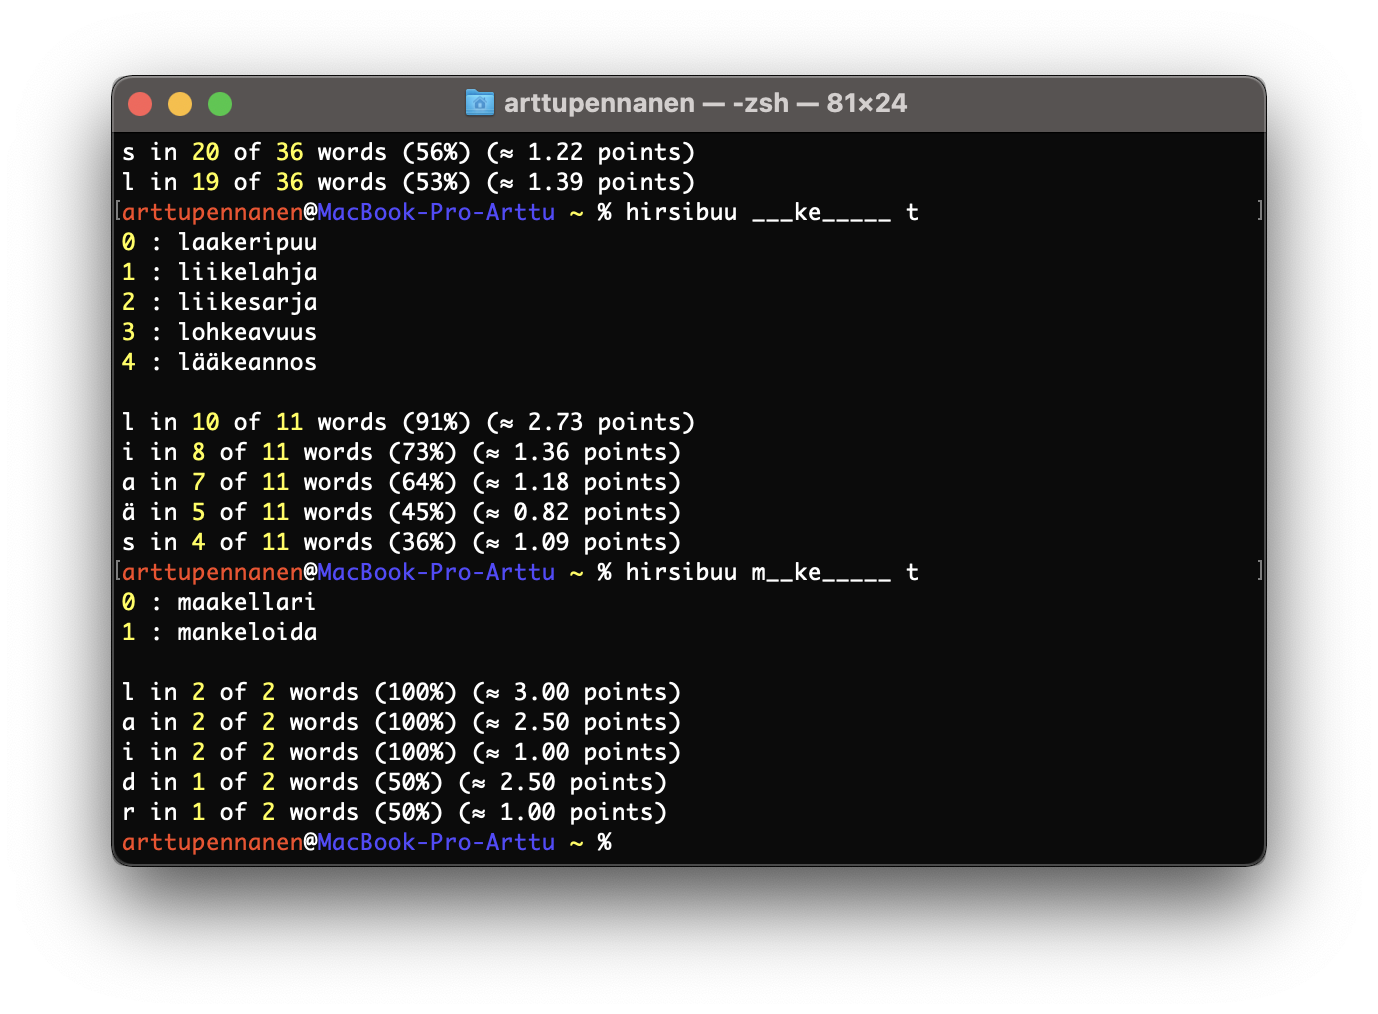 arttupennanen — -zsh — 81×24
s in 20 of 36 words (56%) (≈ 1.22 points)
l in 19 of 36 words (53%) (≈ 1.39 points)
[arttupennanen@MacBook-Pro-Arttu ~ % hirsibuu ___ke_____ t ]
0 : laakeripuu
1 : liikelahja
2 : liikesarja
3 : lohkeavuus
4 : lääkeannos
l in 10 of 11 words (91%) (≈ 2.73 points)
i in 8 of 11 words (73%) (≈ 1.36 points)
a in 7 of 11 words (64%) (≈ 1.18 points)
ä in 5 of 11 words (45%) (≈ 0.82 points)
s in 4 of 11 words (36%) (≈ 1.09 points)
[arttupennanen@MacBook-Pro-Arttu ~ % hirsibuu m__ke_____ t ]
0 : maakellari
1 : mankeloida
l in 2 of 2 words (100%) (≈ 3.00 points)
a in 2 of 2 words (100%) (≈ 2.50 points)
i in 2 of 2 words (100%) (≈ 1.00 points)
d in 1 of 2 words (50%) (≈ 2.50 points)
r in 1 of 2 words (50%) (≈ 1.00 points)
arttupennanen@MacBook-Pro-Arttu ~ %